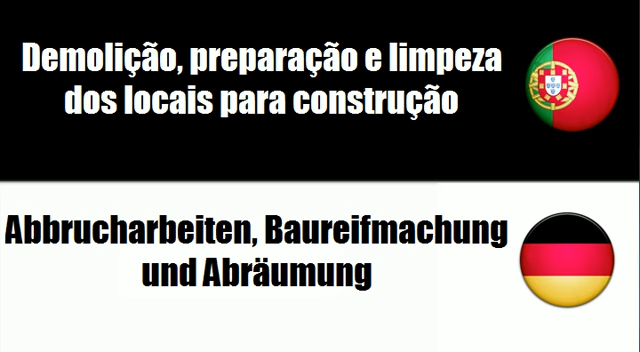 Demolição, preparação e limpeza
dos locais para construção
Abbrucharbeiten, Baureifmachung
und Abräumung